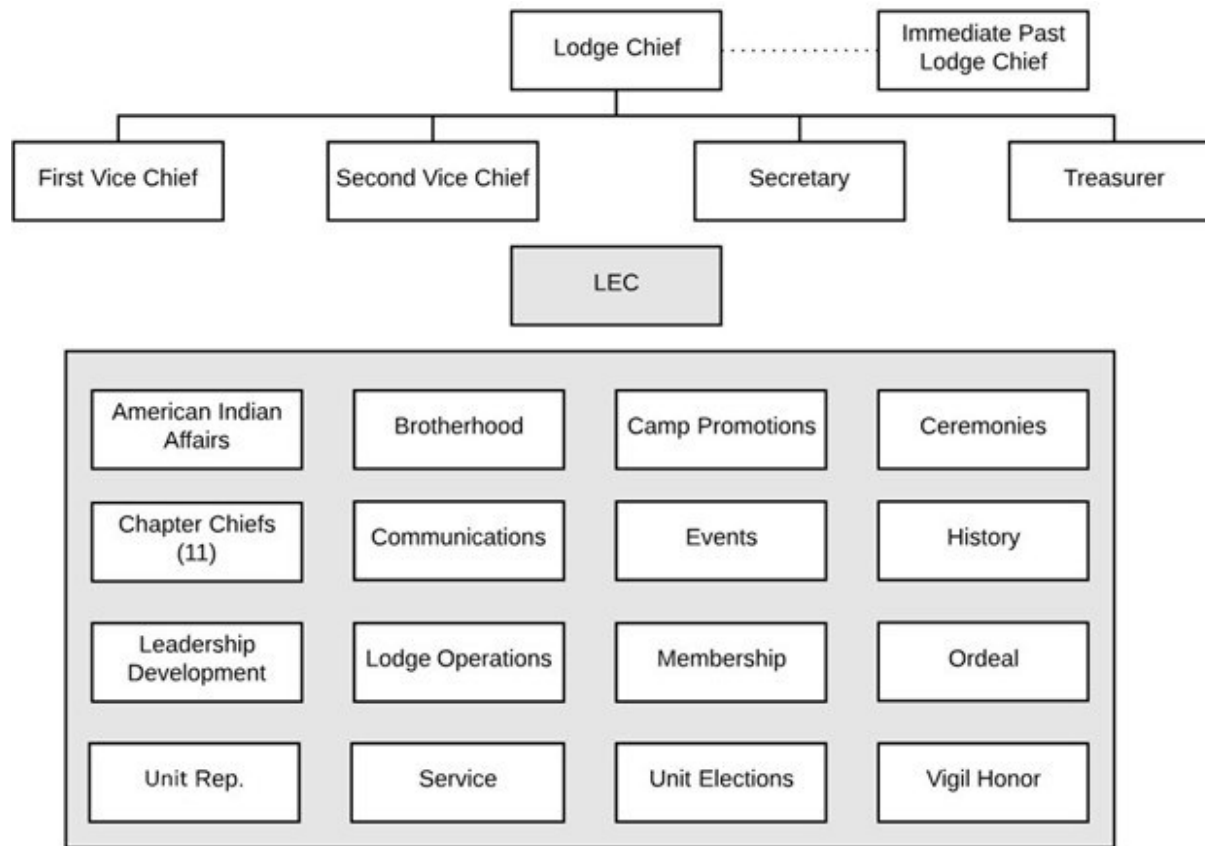 Lodge Chief
Immediate Past
Lodge Chief
First Vice Chief
Second Vice Chief
Secretary
Treasurer
LEC
American Indian
Affairs
Brotherhood
Camp Promotions
Ceremonies
Chapter Chiefs
(11)
Communications
Events
History
Leadership
Development
Lodge Operations
Membership
Ordeal
Unit Rep.
Service
Unit Elections
Vigil Honor